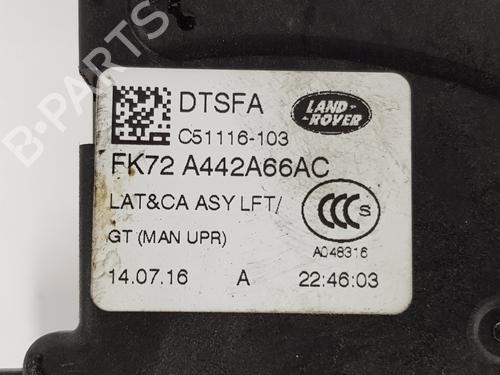 DTSFA
LAND-
ROVER
C51116-103
FK72 A442A66AC
LAT&CA ASY LFT/
GT (MAN UPR)
CCC S
A048316
14.07.16 A 22:46:03
B-PARTS